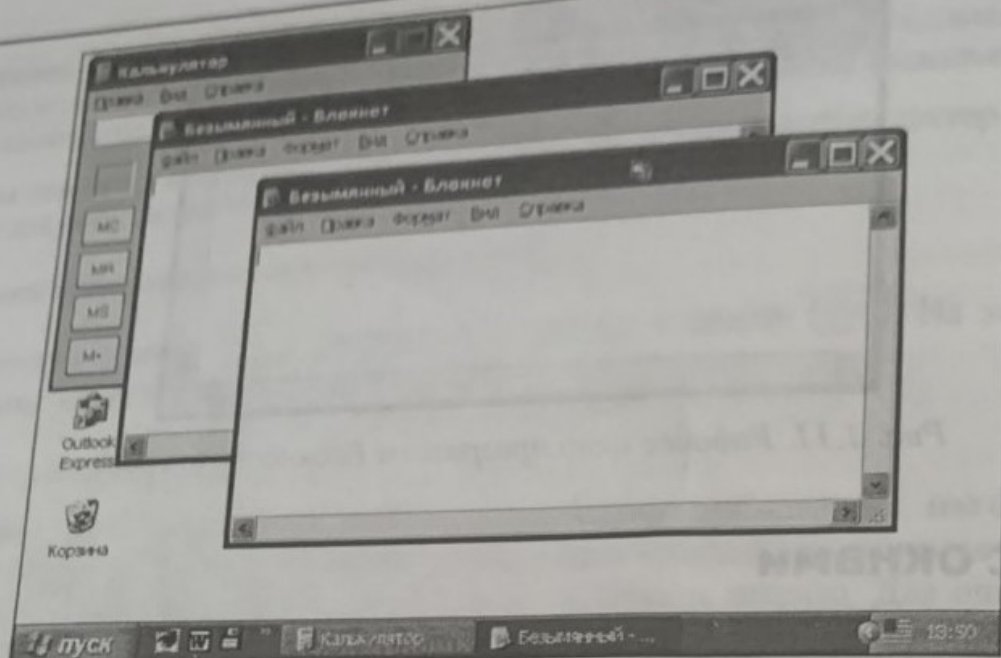 Калькулятор
Правка Вид Справка
Безымянный - Блокнот
Файл Правка Формат Вид Справка
Безымянный - Блокнот
Файл Правка Формат Вид Справка
MC
MR
MS
M+
Outlook
Express
Корзина
с окнами
пуск
W
Калькулятор
Безымянный - ...
13:50